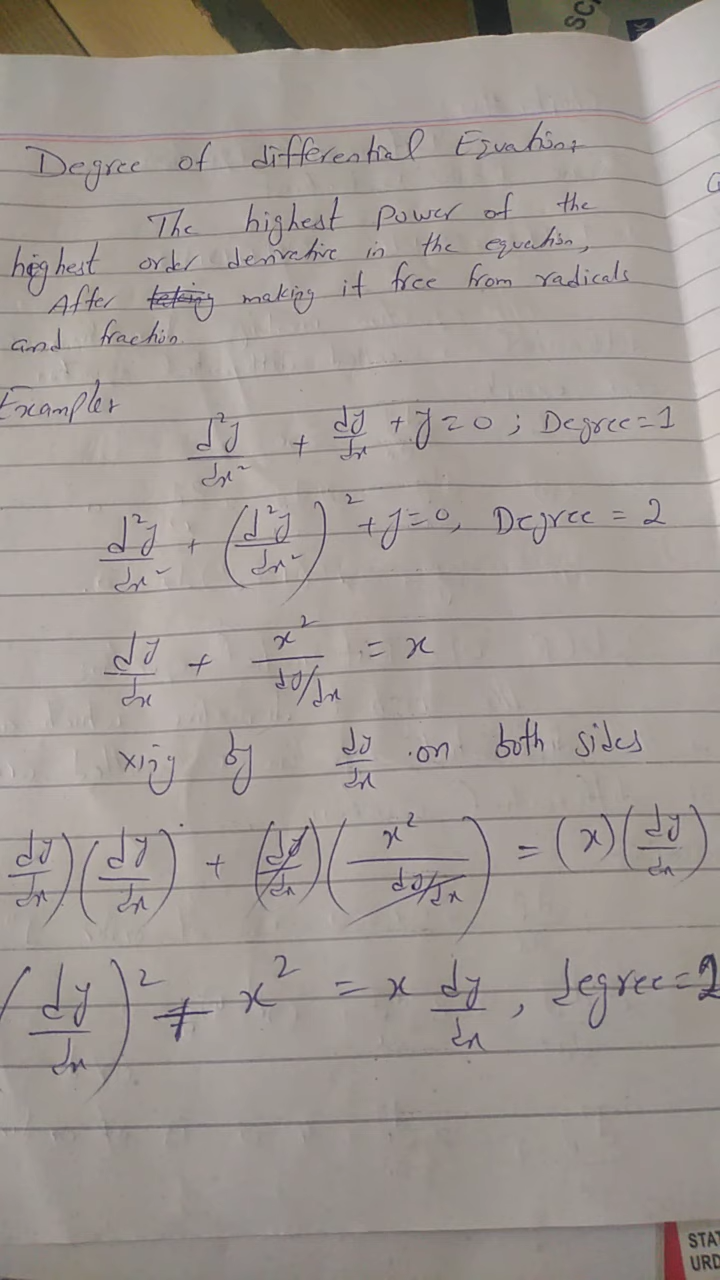 SC
Degree of differential Equation;
The highest power of the
highest order derivative in the equation,
After making it free from radicals
and fraction
Examples
d²y/dx² + dy/dx + y = 0 ; Degree = 1
d²y/dx² + (d²y/dx²)² + y = 0, Degree = 2
dy/dx + x²/dy/dx = x
xing by dy/dx on both sides
dy/dx)(dy/dx) + (dy/dx)(x²/dy/dx) = (x)(dy/dx)
(dy/dx)² + x² = x dy/dx, degree = 2
STAT
URD